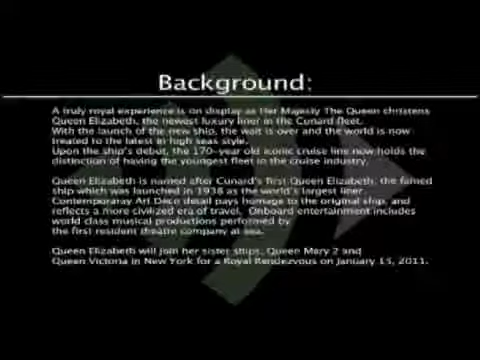 Background:
A truly royal experience is on display as Her Majesty The Queen christens
Queen Elizabeth, the newest luxury liner in the Cunard fleet.
With the launch of the new ship, the wait is over and the world is now
treated to the latest in high seas style.
Upon the ship's debut, the 170-year old iconic cruise line now holds the
distinction of having the youngest fleet in the cruise industry.
Queen Elizabeth is named after Cunard's first Queen Elizabeth, the famed
ship which was launched in 1938 as the world's largest liner.
Contemporaray Art Deco detail pays homage to the original ship, and
reflects a more civilized era of travel. Onboard entertainment includes
world class musical productions performed by
the first resident theatre company at sea.
Queen Elizabeth will join her sister ships, Queen Mary 2 and
Queen Victoria in New York for a Royal Rendezvous on January 13, 2011.